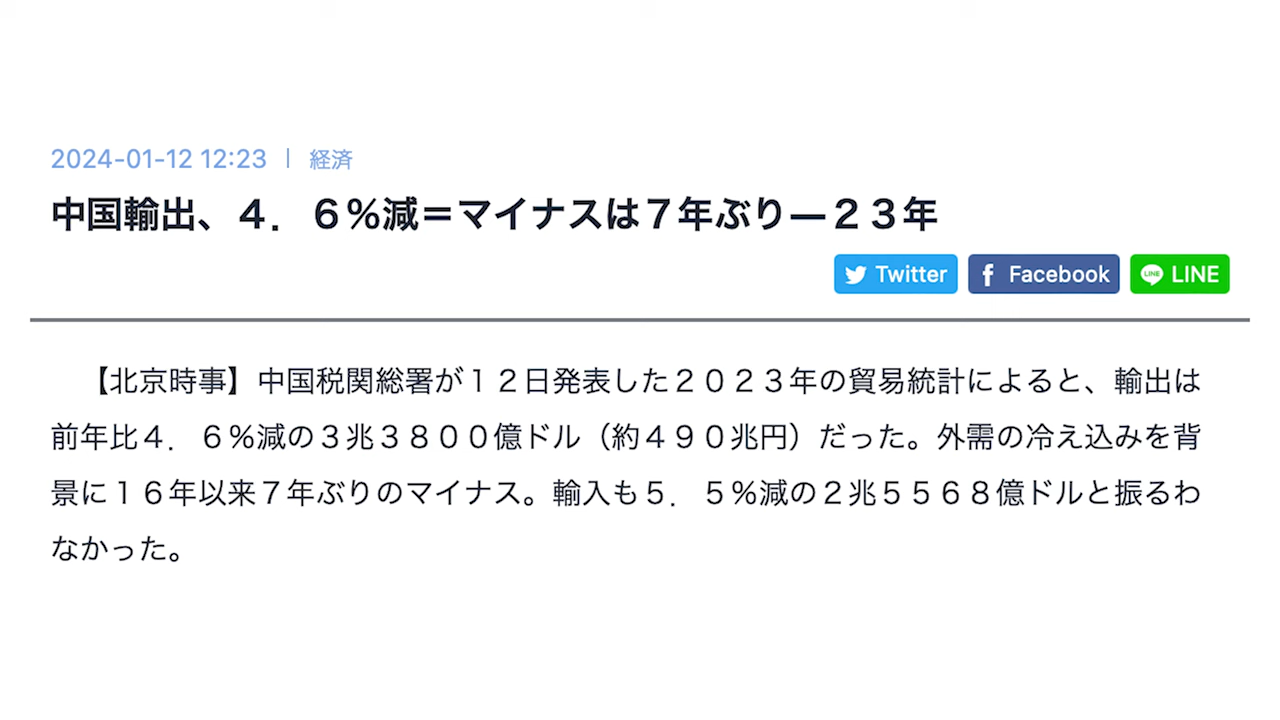 2024-01-12 12:23 | 経済
中国輸出、４．６％減＝マイナスは７年ぶり―２３年
Twitter Facebook LINE LINE
【北京時事】中国税関総署が１２日発表した２０２３年の貿易統計によると、輸出は
前年比４．６％減の３兆３８００億ドル（約４９０兆円）だった。外需の冷え込みを背
景に１６年以来７年ぶりのマイナス。輸入も５．５％減の２兆５５６８億ドルと振るわ
なかった。